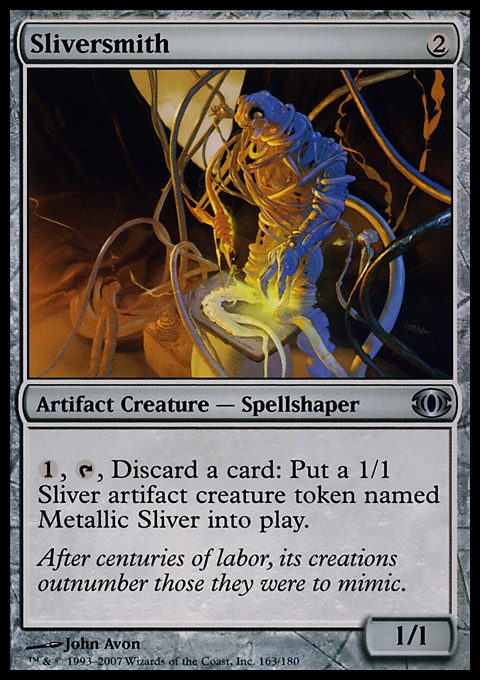 Sliversmith 2
Artifact Creature — Spellshaper
1, , Discard a card: Put a 1/1
Sliver artifact creature token named
Metallic Sliver into play.
After centuries of labor, its creations
outnumber those they were to mimic.
John Avon
1/1
™ & © 1993–2007 Wizards of the Coast, Inc. 163/180